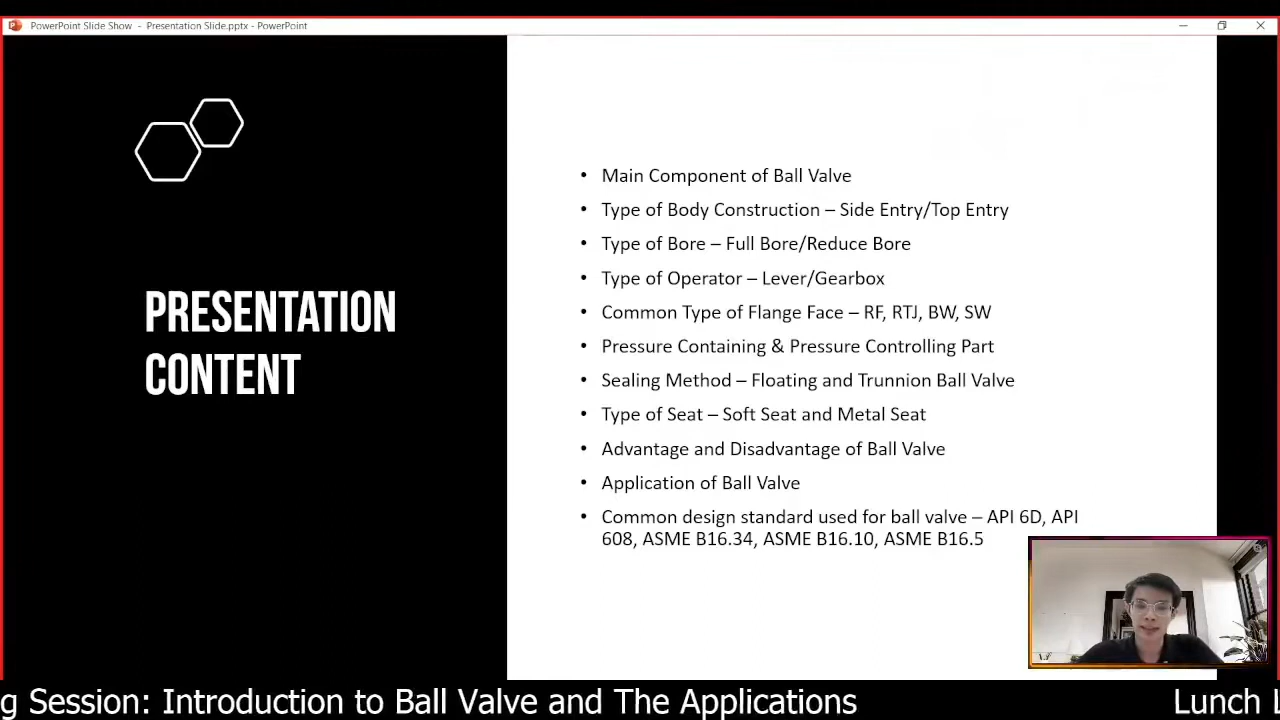 PowerPoint Slide Show - Presentation Slide.pptx - PowerPoint
PRESENTATION
CONTENT
• Main Component of Ball Valve
• Type of Body Construction – Side Entry/Top Entry
• Type of Bore – Full Bore/Reduce Bore
• Type of Operator – Lever/Gearbox
• Common Type of Flange Face – RF, RTJ, BW, SW
• Pressure Containing & Pressure Controlling Part
• Sealing Method – Floating and Trunnion Ball Valve
• Type of Seat – Soft Seat and Metal Seat
• Advantage and Disadvantage of Ball Valve
• Application of Ball Valve
• Common design standard used for ball valve – API 6D, API
608, ASME B16.34, ASME B16.10, ASME B16.5
g Session: Introduction to Ball Valve and The Applications Lunch